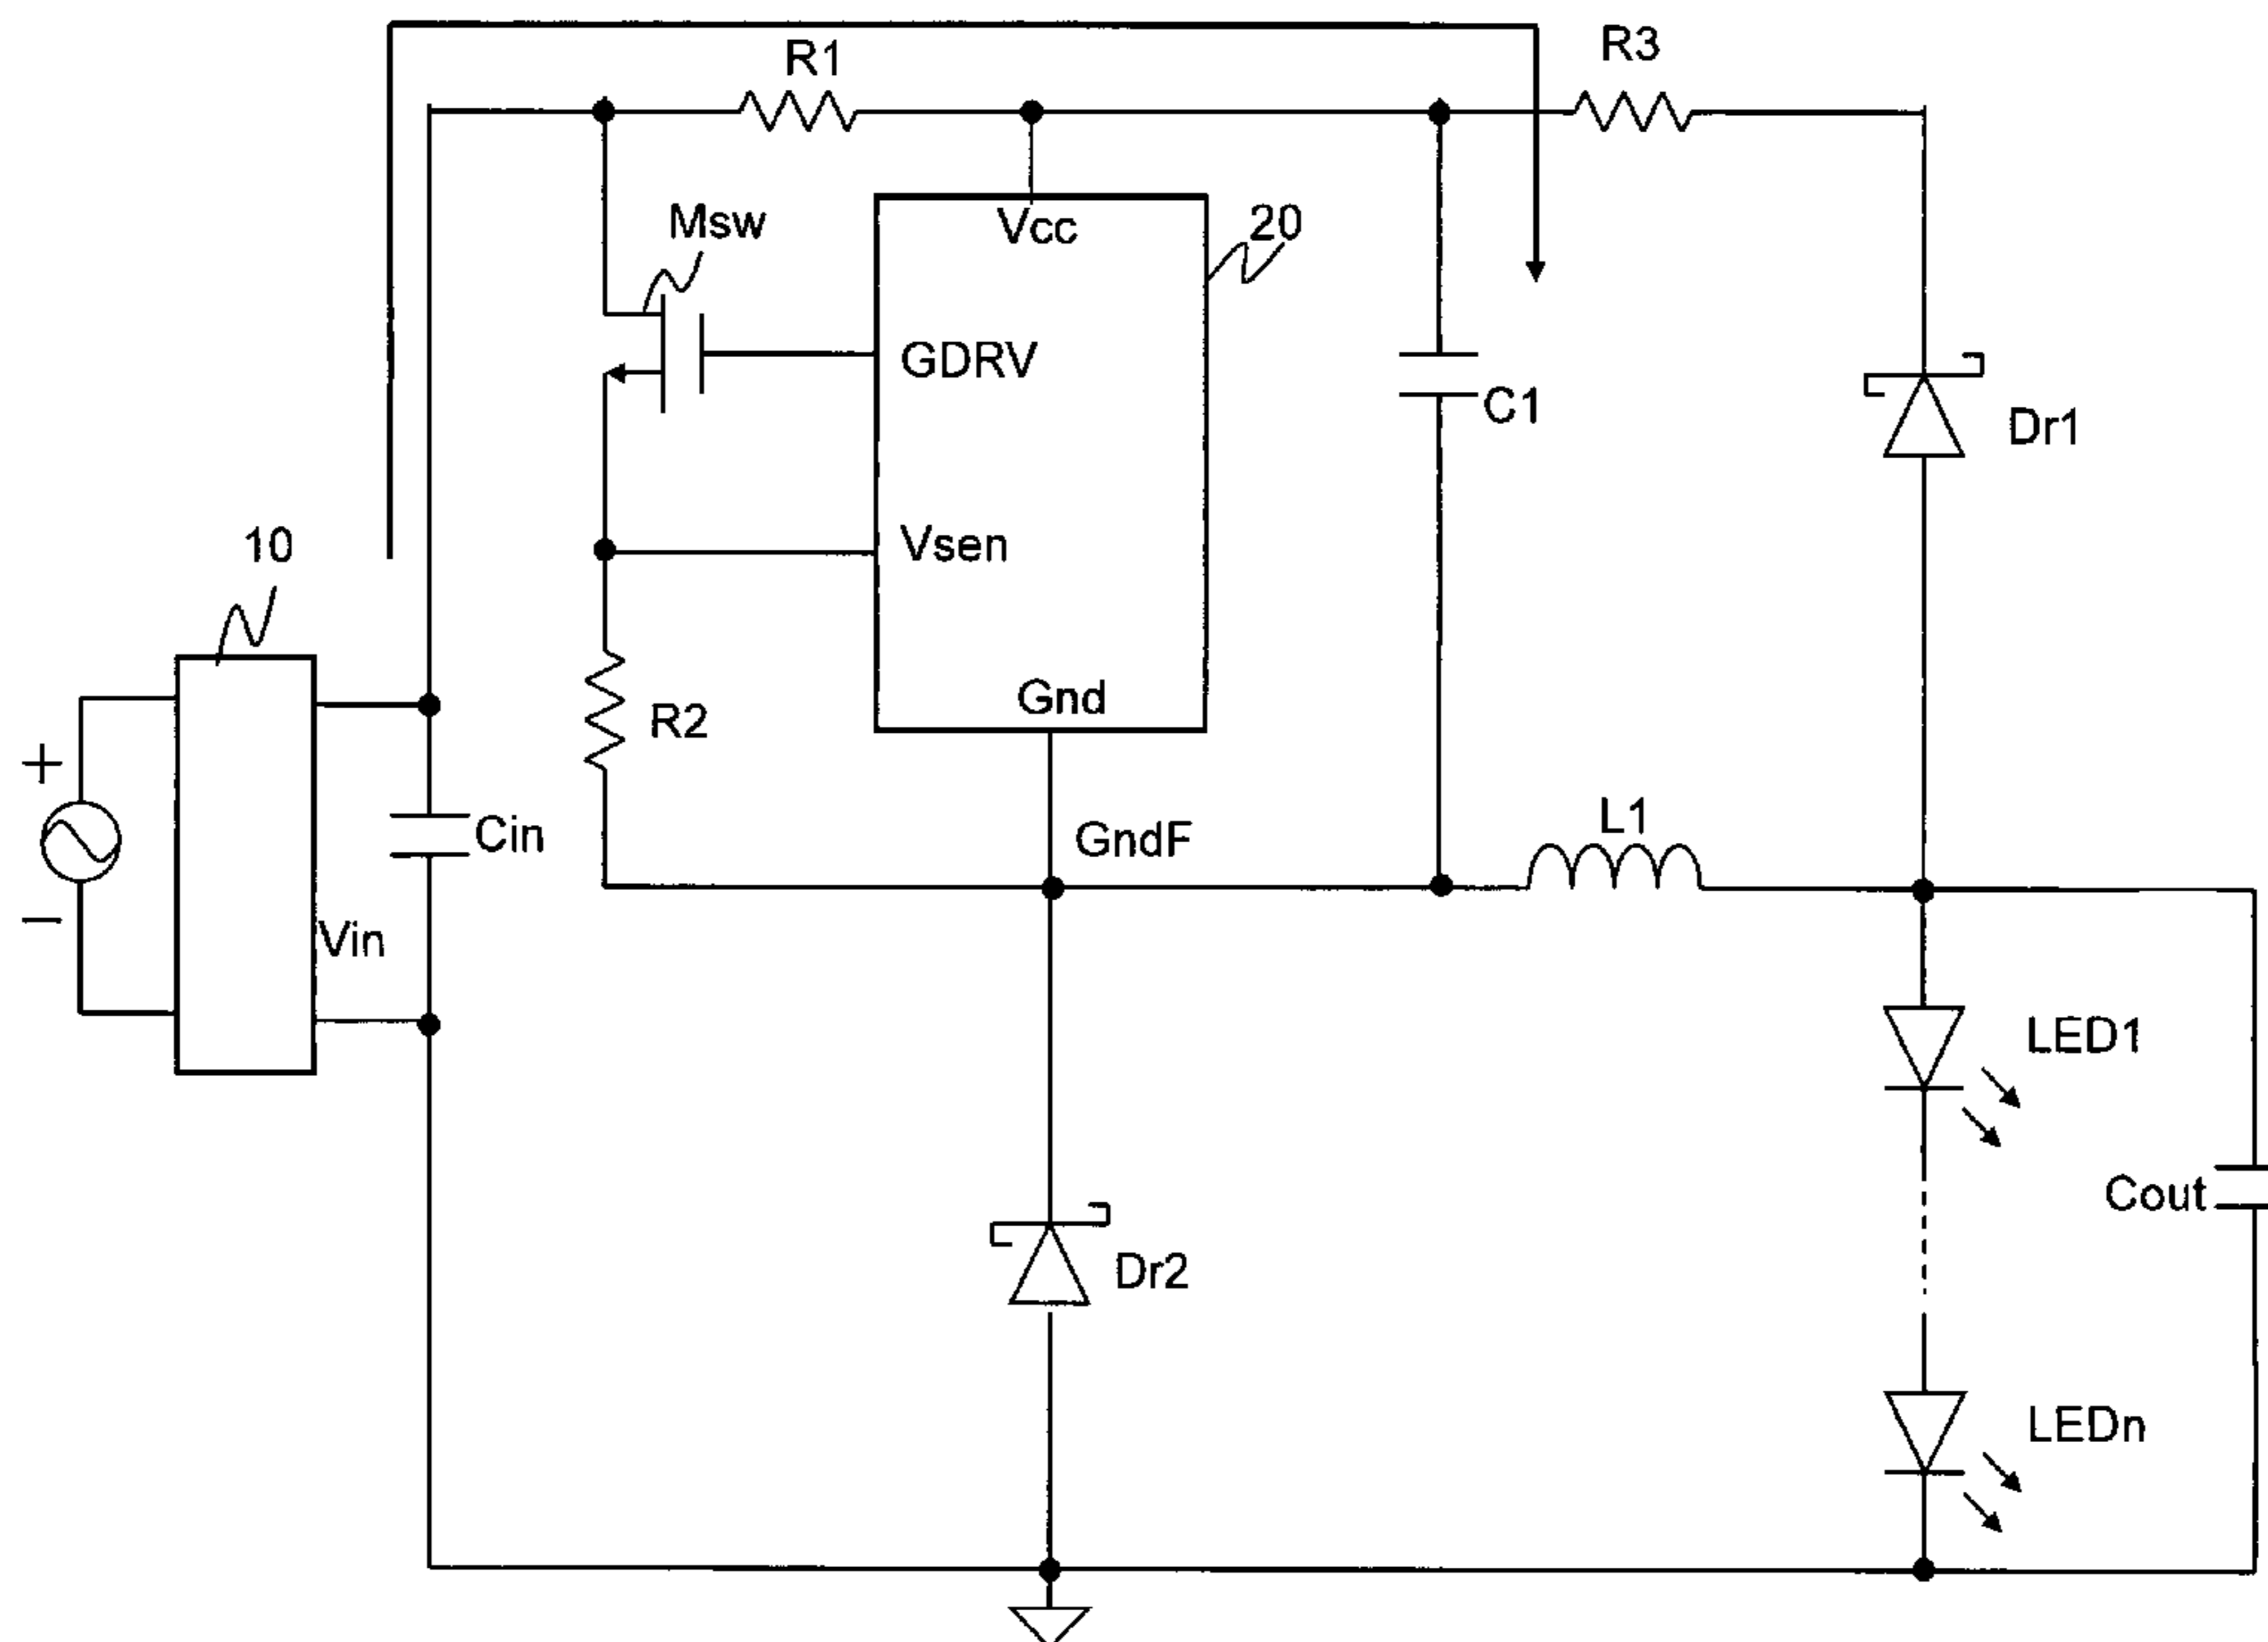 R1
R3
Msw
Vcc
20
GDRV
C1
Dr1
10
Vsen
Gnd
R2
+
Cin
GndF
L1
−
Vin
LED1
Cout
Dr2
LEDn